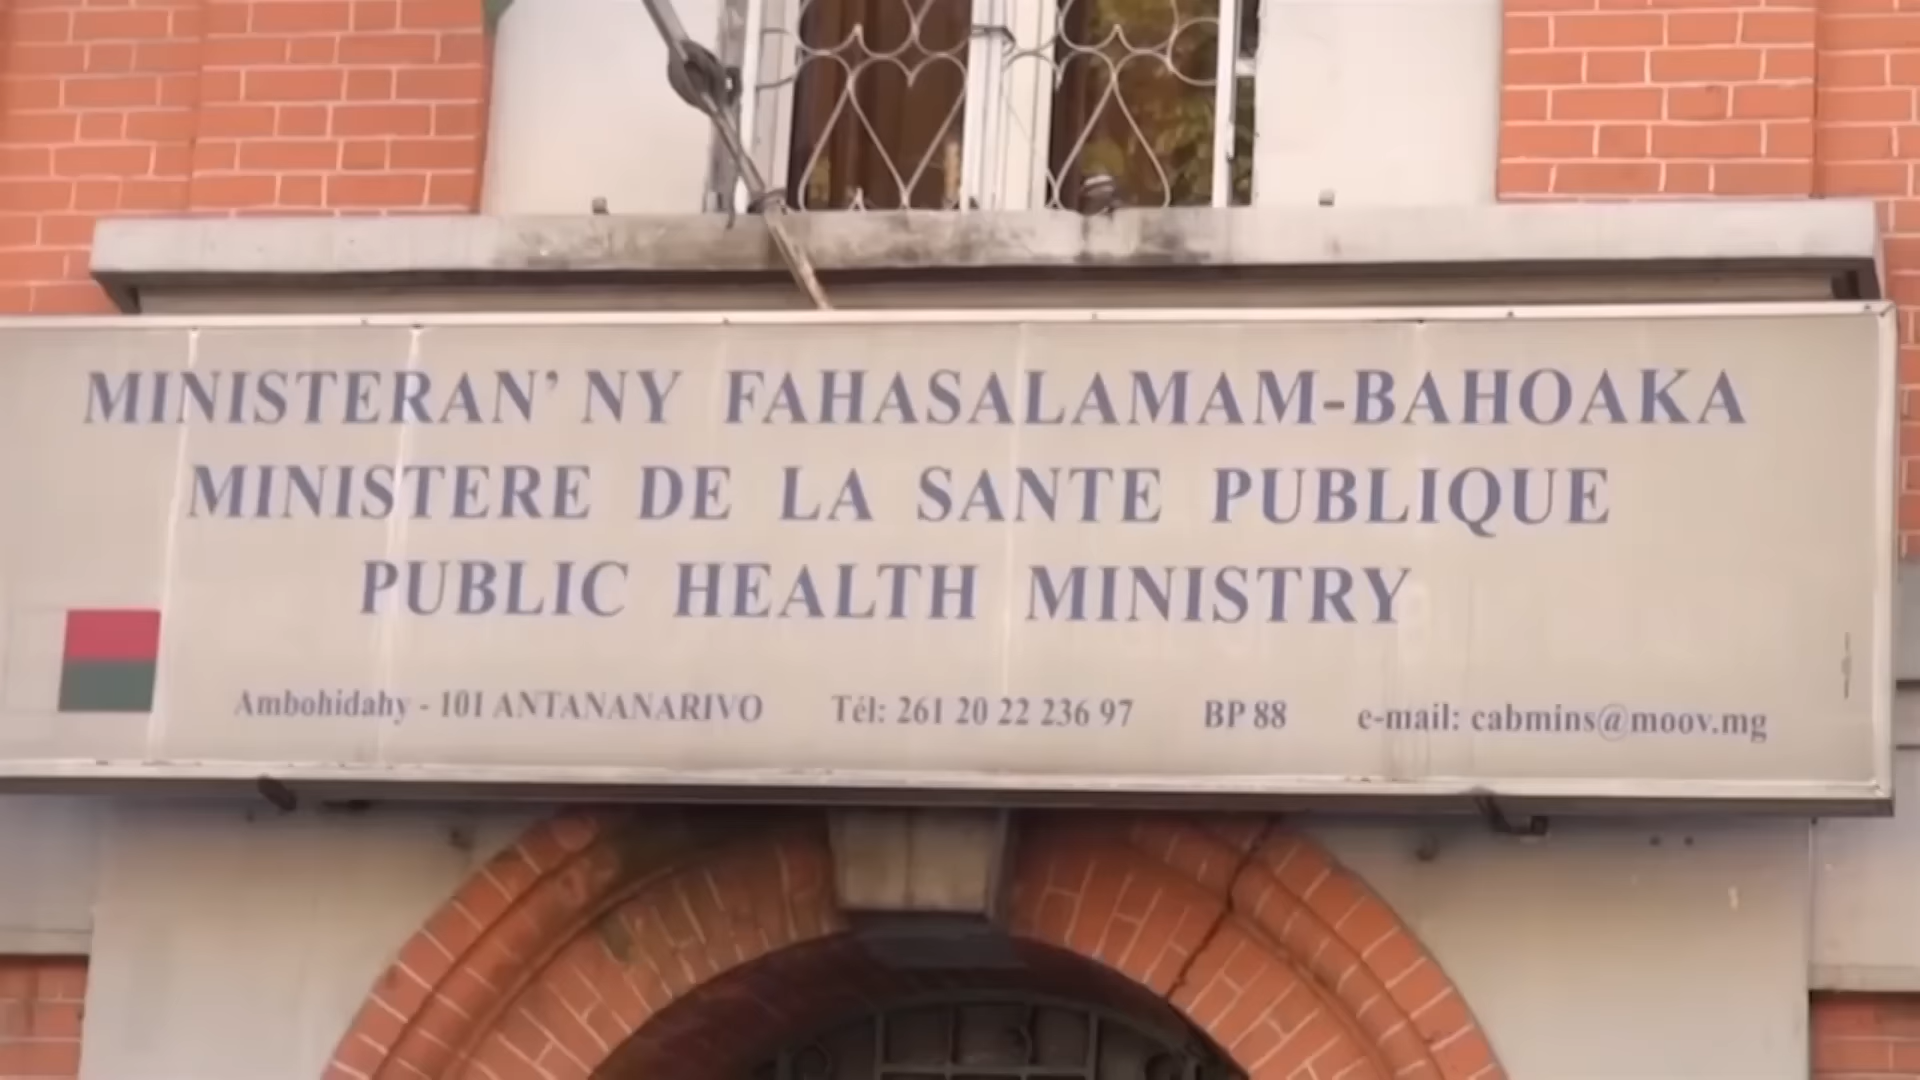 MINISTERAN' NY FAHASALAMAM-BAHOAKA
MINISTERE DE LA SANTE PUBLIQUE
PUBLIC HEALTH MINISTRY
Ambohidahy - 101 ANTANANARIVO Tél: 261 20 22 236 97 BP 88 e-mail: cabmins@moov.mg